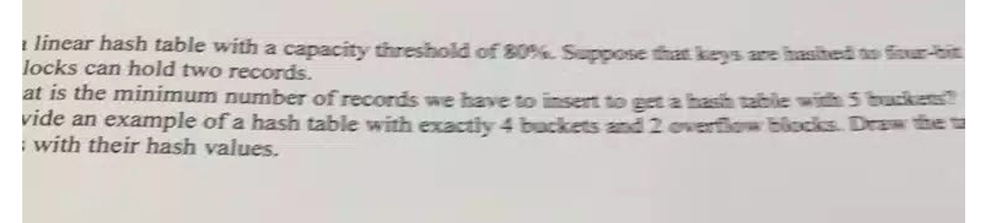 linear hash table with a capacity threshold of 80%. Suppose that keys are hashed to four-bit
locks can hold two records.
at is the minimum number of records we have to insert to get a hash table with 5 buckets?
vide an example of a hash table with exactly 4 buckets and 2 overflow blocks. Draw the
with their hash values.